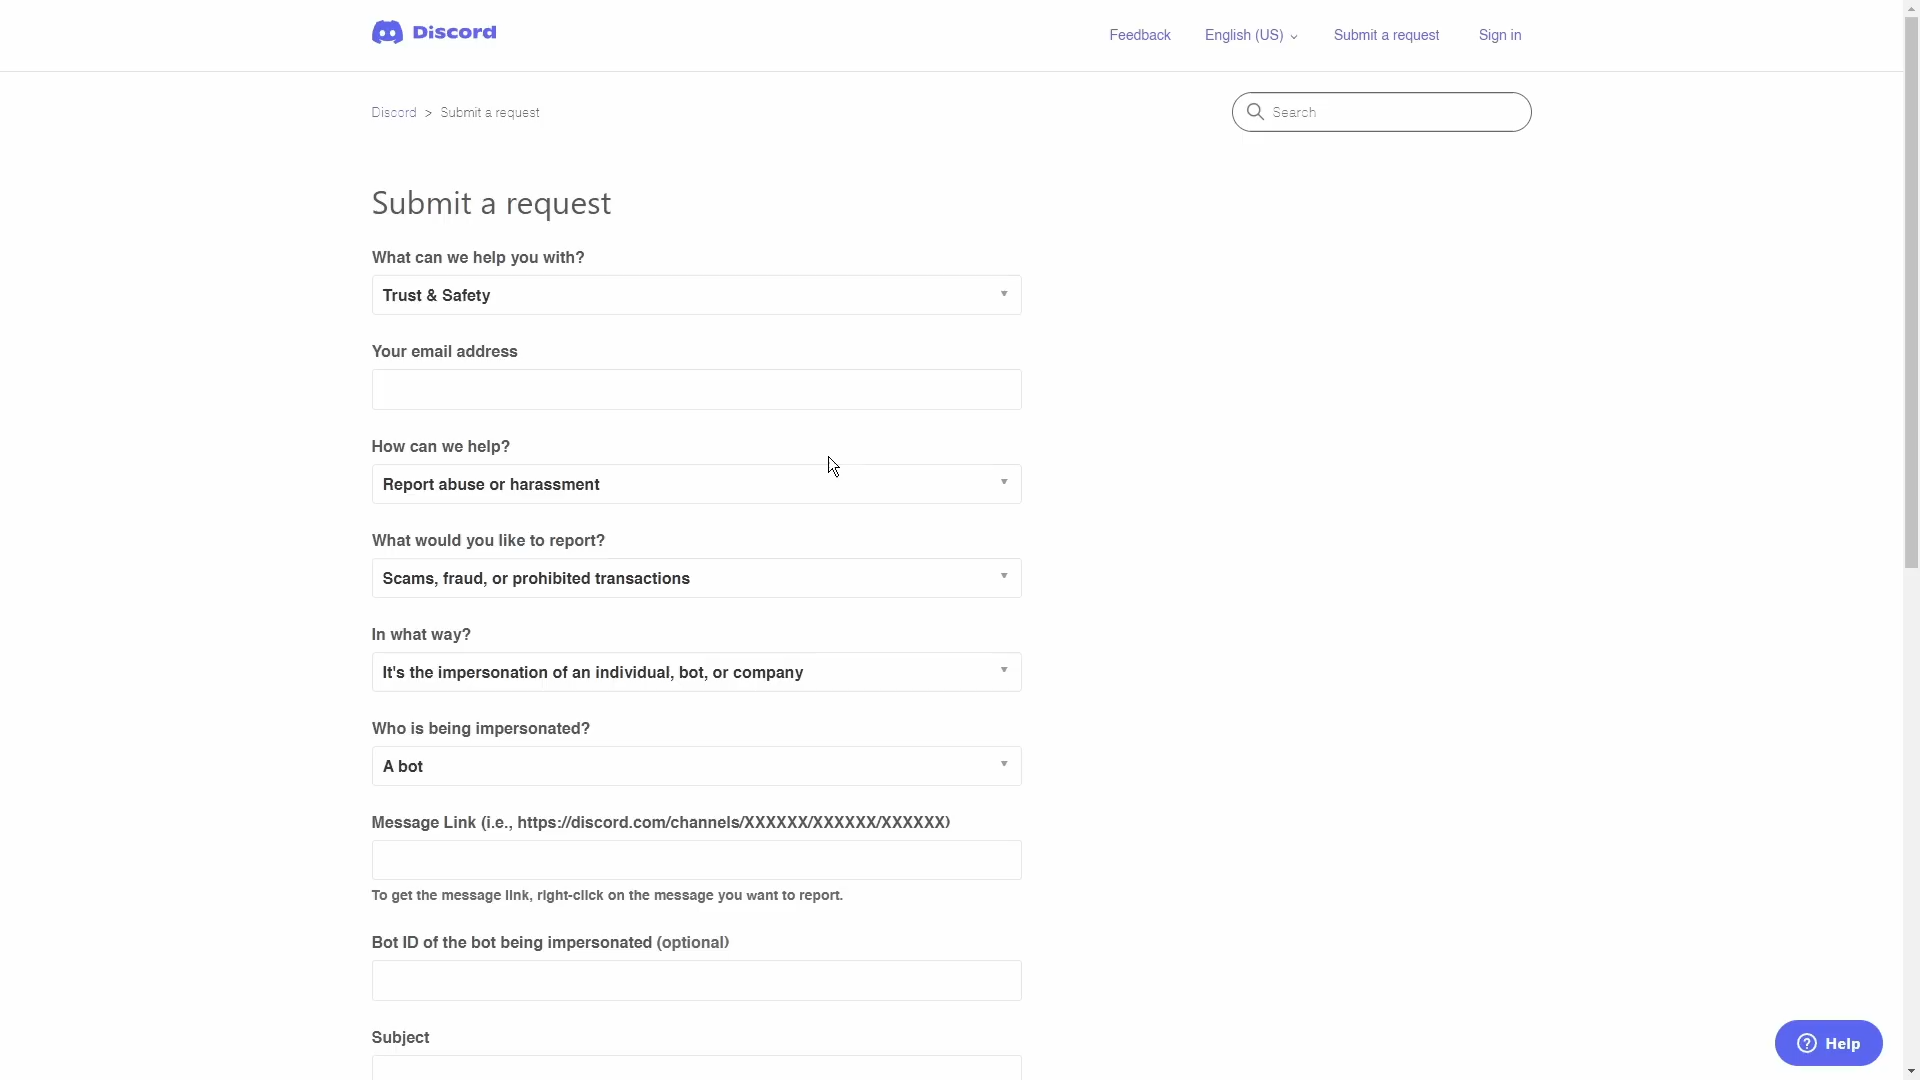 Discord
Feedback
English (US)
Submit a request
Sign in
Discord > Submit a request
Search
Submit a request
What can we help you with?
Trust & Safety
Your email address
How can we help?
Report abuse or harassment
What would you like to report?
Scams, fraud, or prohibited transactions
In what way?
It's the impersonation of an individual, bot, or company
Who is being impersonated?
A bot
Message Link (i.e., https://discord.com/channels/XXXXXX/XXXXXX/XXXXXX)
To get the message link, right-click on the message you want to report.
Bot ID of the bot being impersonated (optional)
Subject
Help